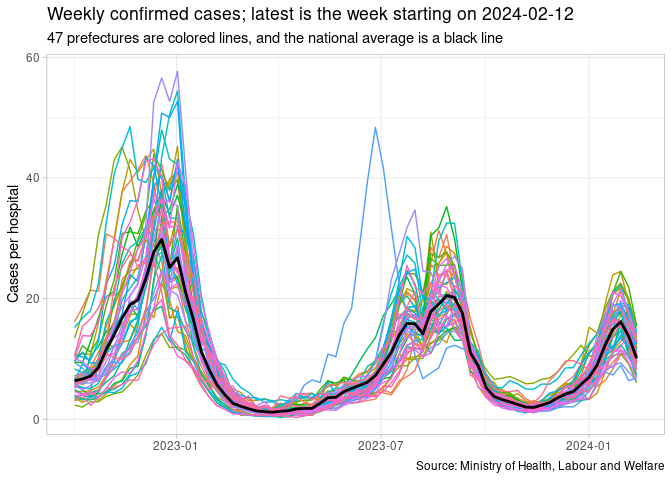 Weekly confirmed cases; latest is the week starting on 2024-02-12
47 prefectures are colored lines, and the national average is a black line
Cases per hospital
60
40
20
0
2023-01
2023-07
2024-01
Source: Ministry of Health, Labour and Welfare